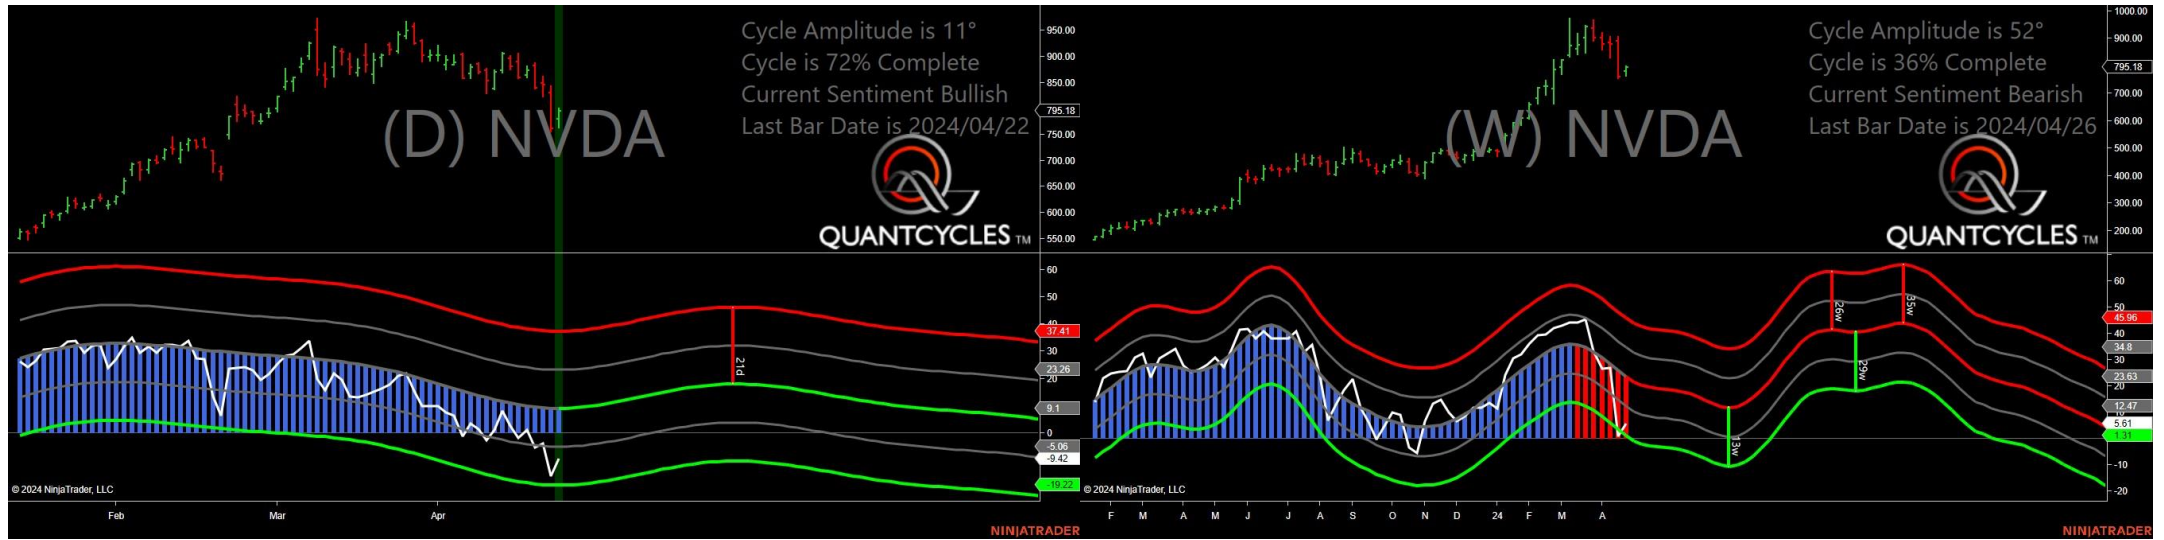 Cycle Amplitude is 11°
Cycle is 72% Complete
Current Sentiment Bullish
Last Bar Date is 2024/04/22
(D) NVDA
QUANTCYCLES TM
950.00
900.00
850.00
795.18
750.00
700.00
650.00
600.00
550.00
60
50
40
37.41
30
23.26
20
9.1
0
-5.06
-9.42
-19.22
21d
© 2024 NinjaTrader, LLC
Feb Mar Apr
NINJATRADER
Cycle Amplitude is 52°
Cycle is 36% Complete
Current Sentiment Bearish
Last Bar Date is 2024/04/26
(W) NVDA
QUANTCYCLES TM
1000.00
900.00
795.18
700.00
600.00
500.00
400.00
300.00
200.00
60
50
45.96
40
34.8
30
23.63
20
12.47
5.61
1.31
-10
-20
26w
35w
29w
13w
© 2024 NinjaTrader, LLC
F M A M J J A S O N D 24 F M A
NINJATRADER